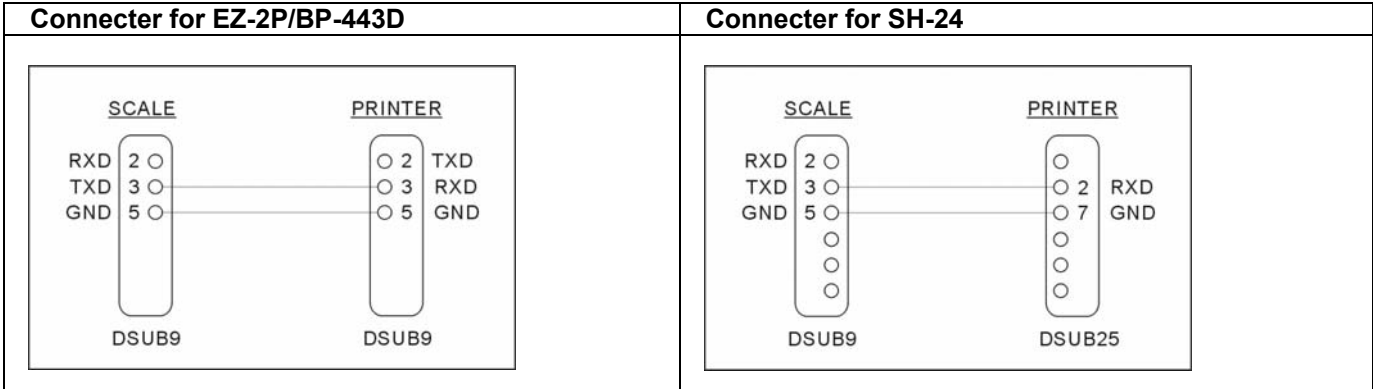 Connecter for EZ-2P/BP-443D
SCALE PRINTER
RXD 2 2 TXD
TXD 3 3 RXD
GND 5 5 GND
DSUB9 DSUB9
Connecter for SH-24
SCALE PRINTER
RXD 2
TXD 3 2 RXD
GND 5 7 GND
DSUB9 DSUB25